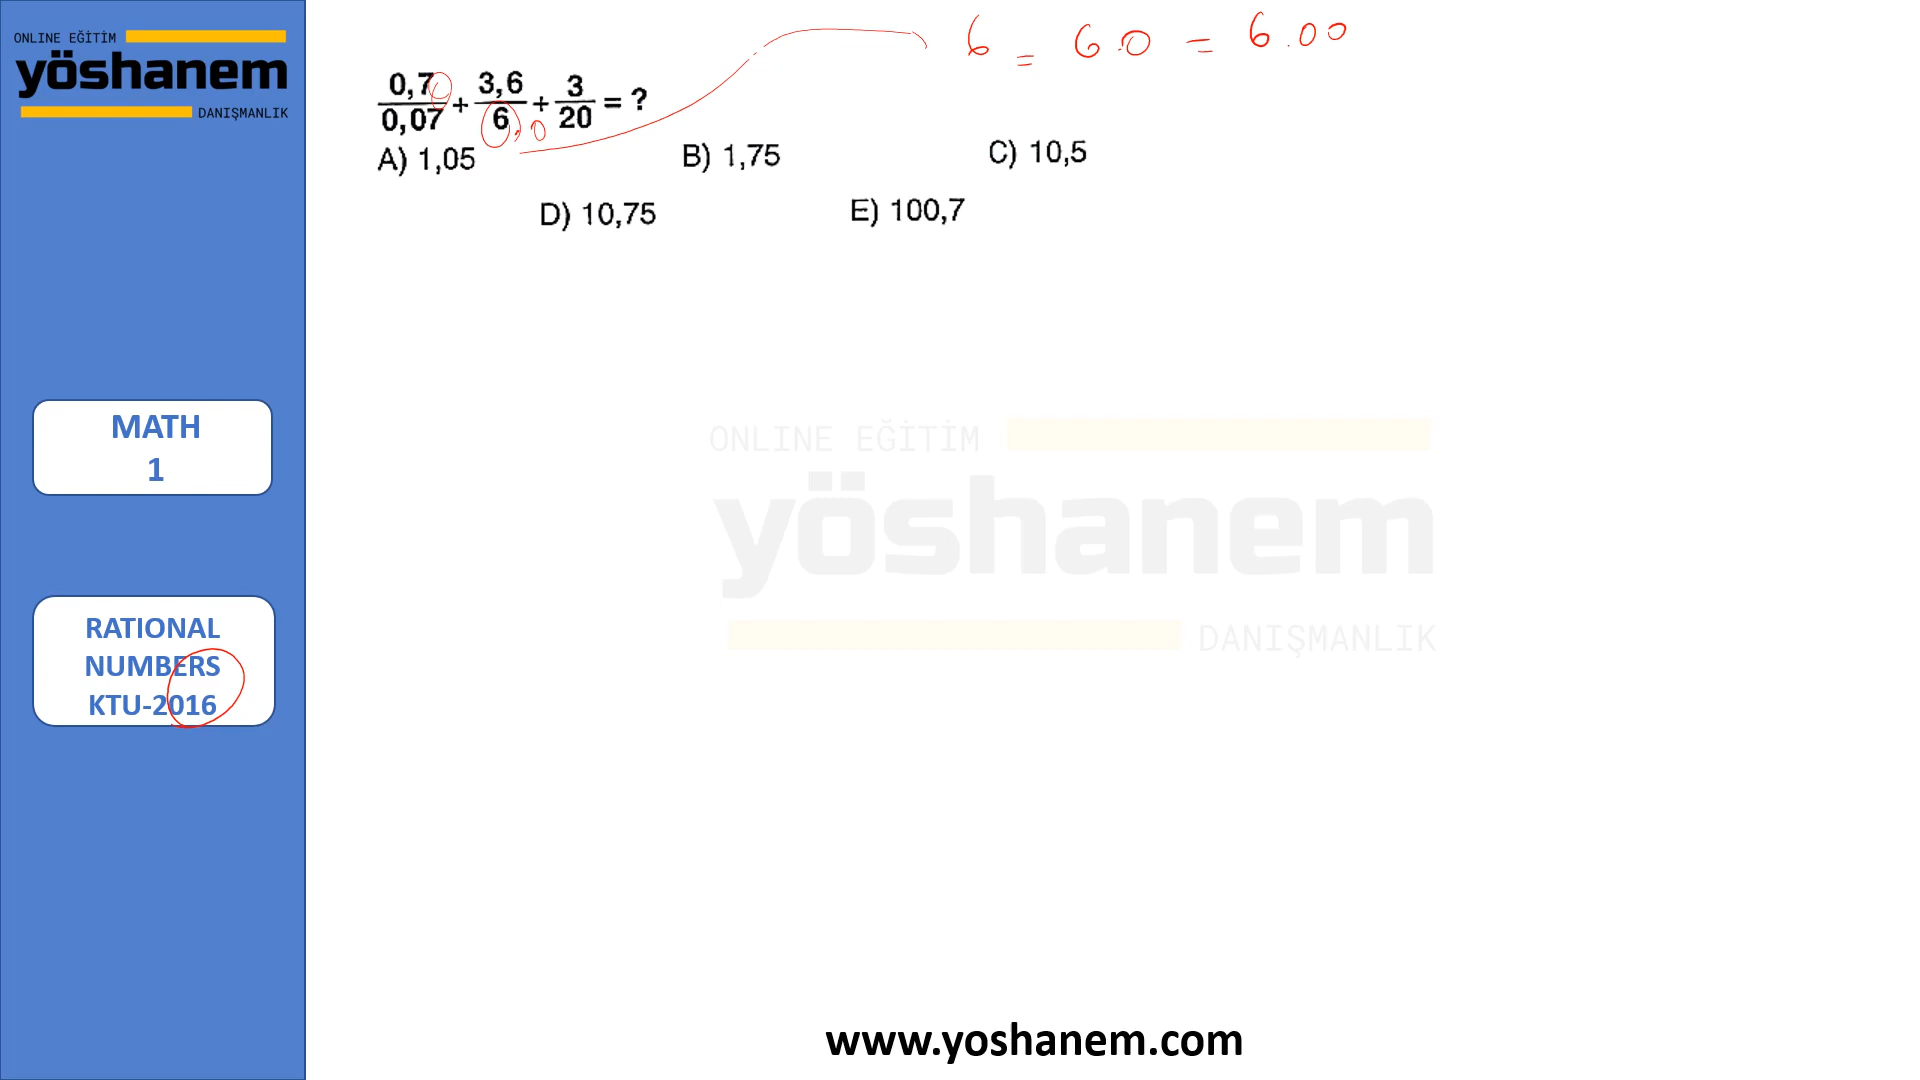 ONLINE EĞİTİM
yöshanem
DANIŞMANLIK
6 = 6.0 = 6.00
0,70/0,07 + 3,6/6,0 + 3/20 = ?
A) 1,05 B) 1,75 C) 10,5
D) 10,75 E) 100,7
MATH
1
RATIONAL
NUMBERS
KTU-2016
ONLINE EĞİTİM
yöshanem
DANIŞMANLIK
www.yoshanem.com